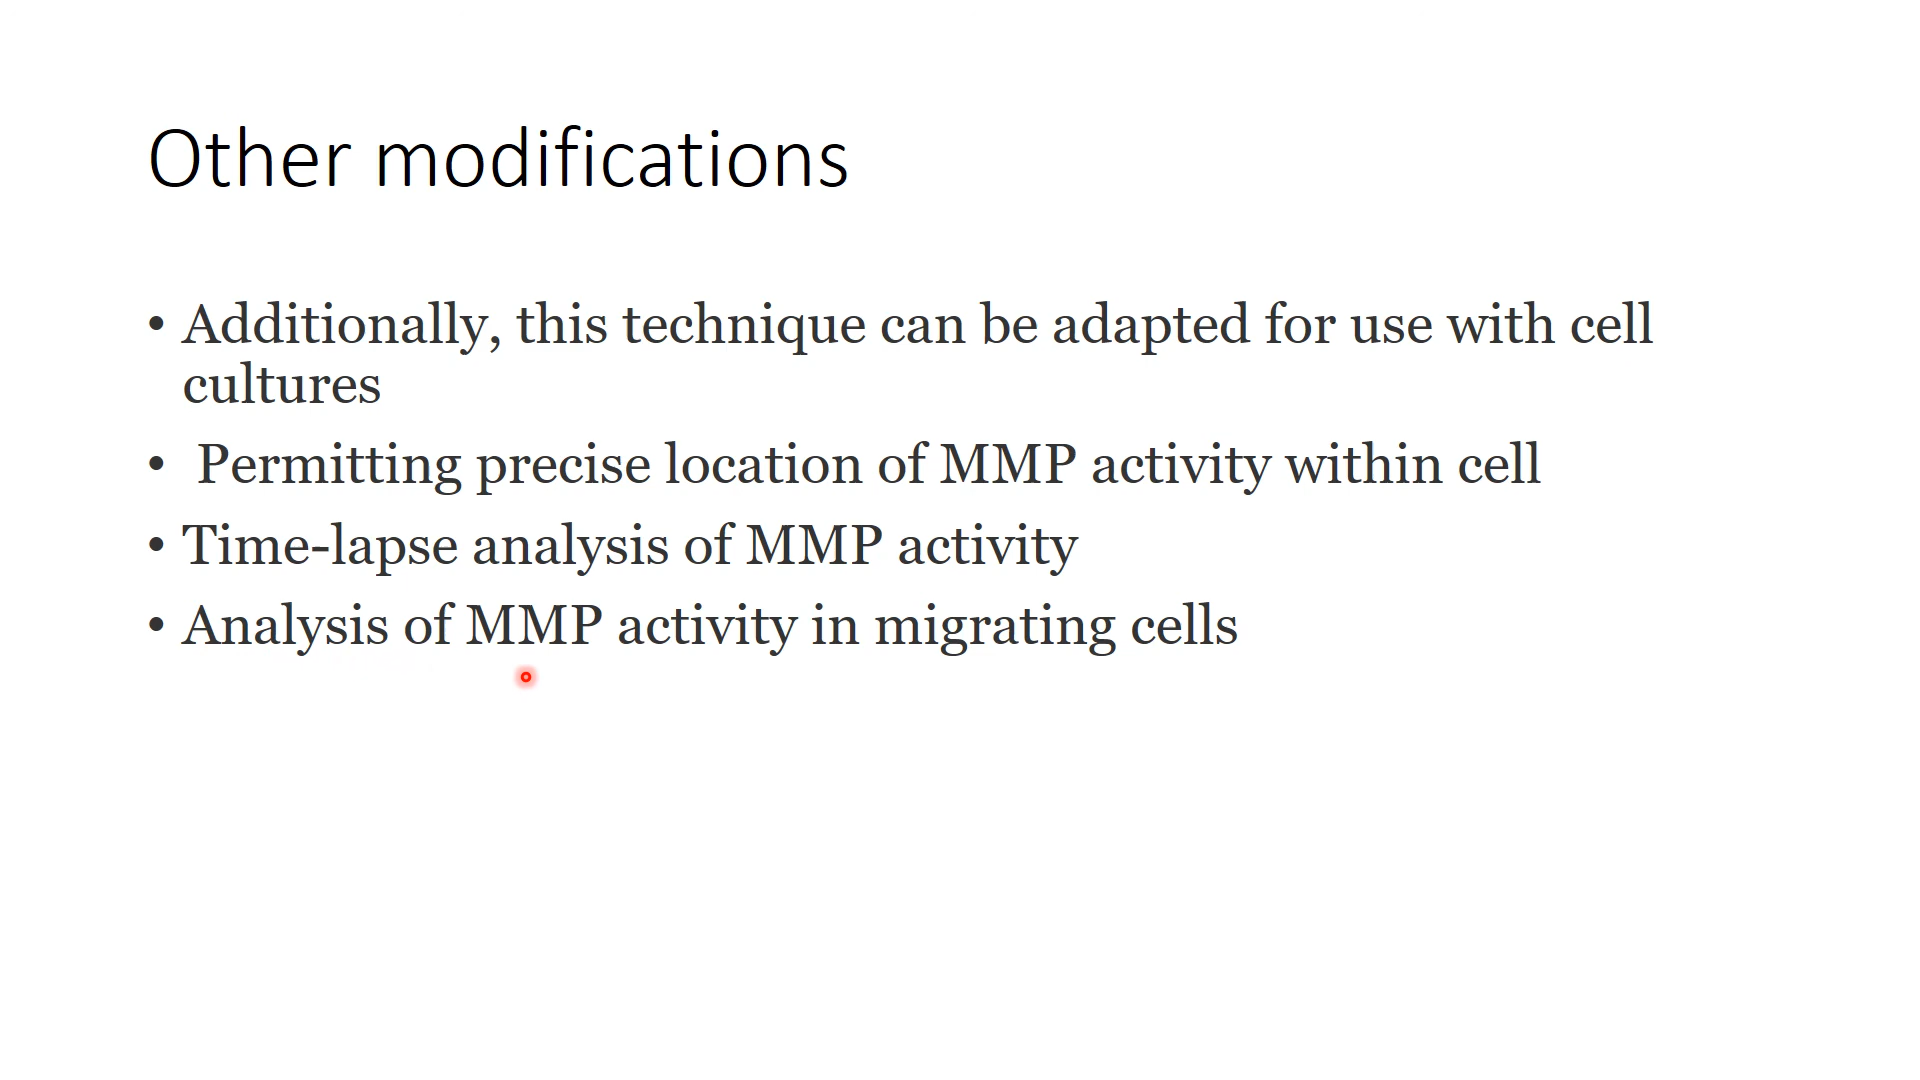 Other modifications
• Additionally, this technique can be adapted for use with cell
cultures
• Permitting precise location of MMP activity within cell
• Time-lapse analysis of MMP activity
• Analysis of MMP activity in migrating cells